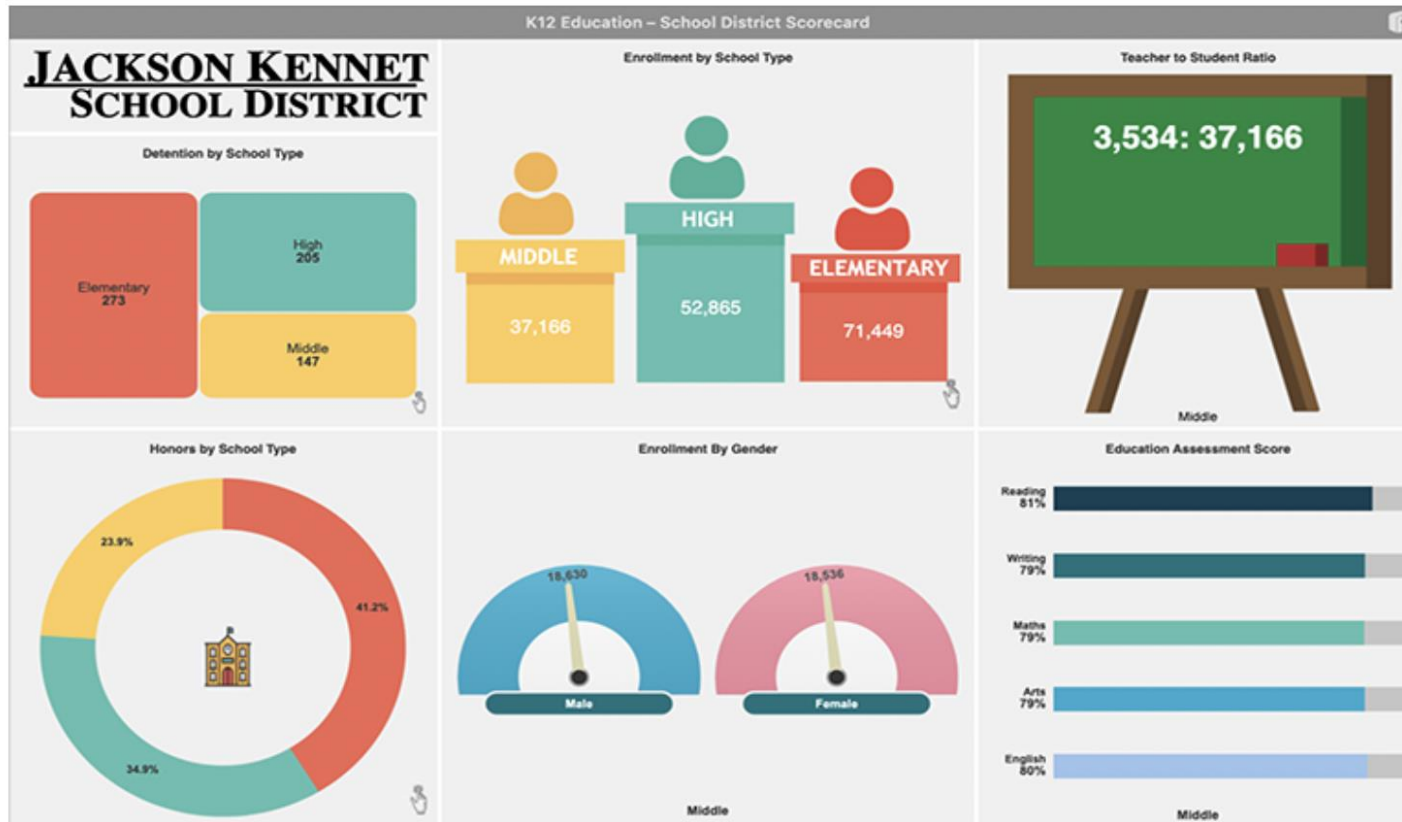 K12 Education – School District Scorecard
JACKSON KENNET
SCHOOL DISTRICT
Detention by School Type
Elementary
273
High
205
Middle
147
Enrollment by School Type
MIDDLE
37,166
HIGH
52,865
ELEMENTARY
71,449
Teacher to Student Ratio
3,534: 37,166
Middle
Honors by School Type
23.9%
41.2%
34.9%
Enrollment By Gender
18,630
Male
18,536
Female
Middle
Education Assessment Score
Reading
81%
Writing
79%
Maths
79%
Arts
79%
English
80%
Middle